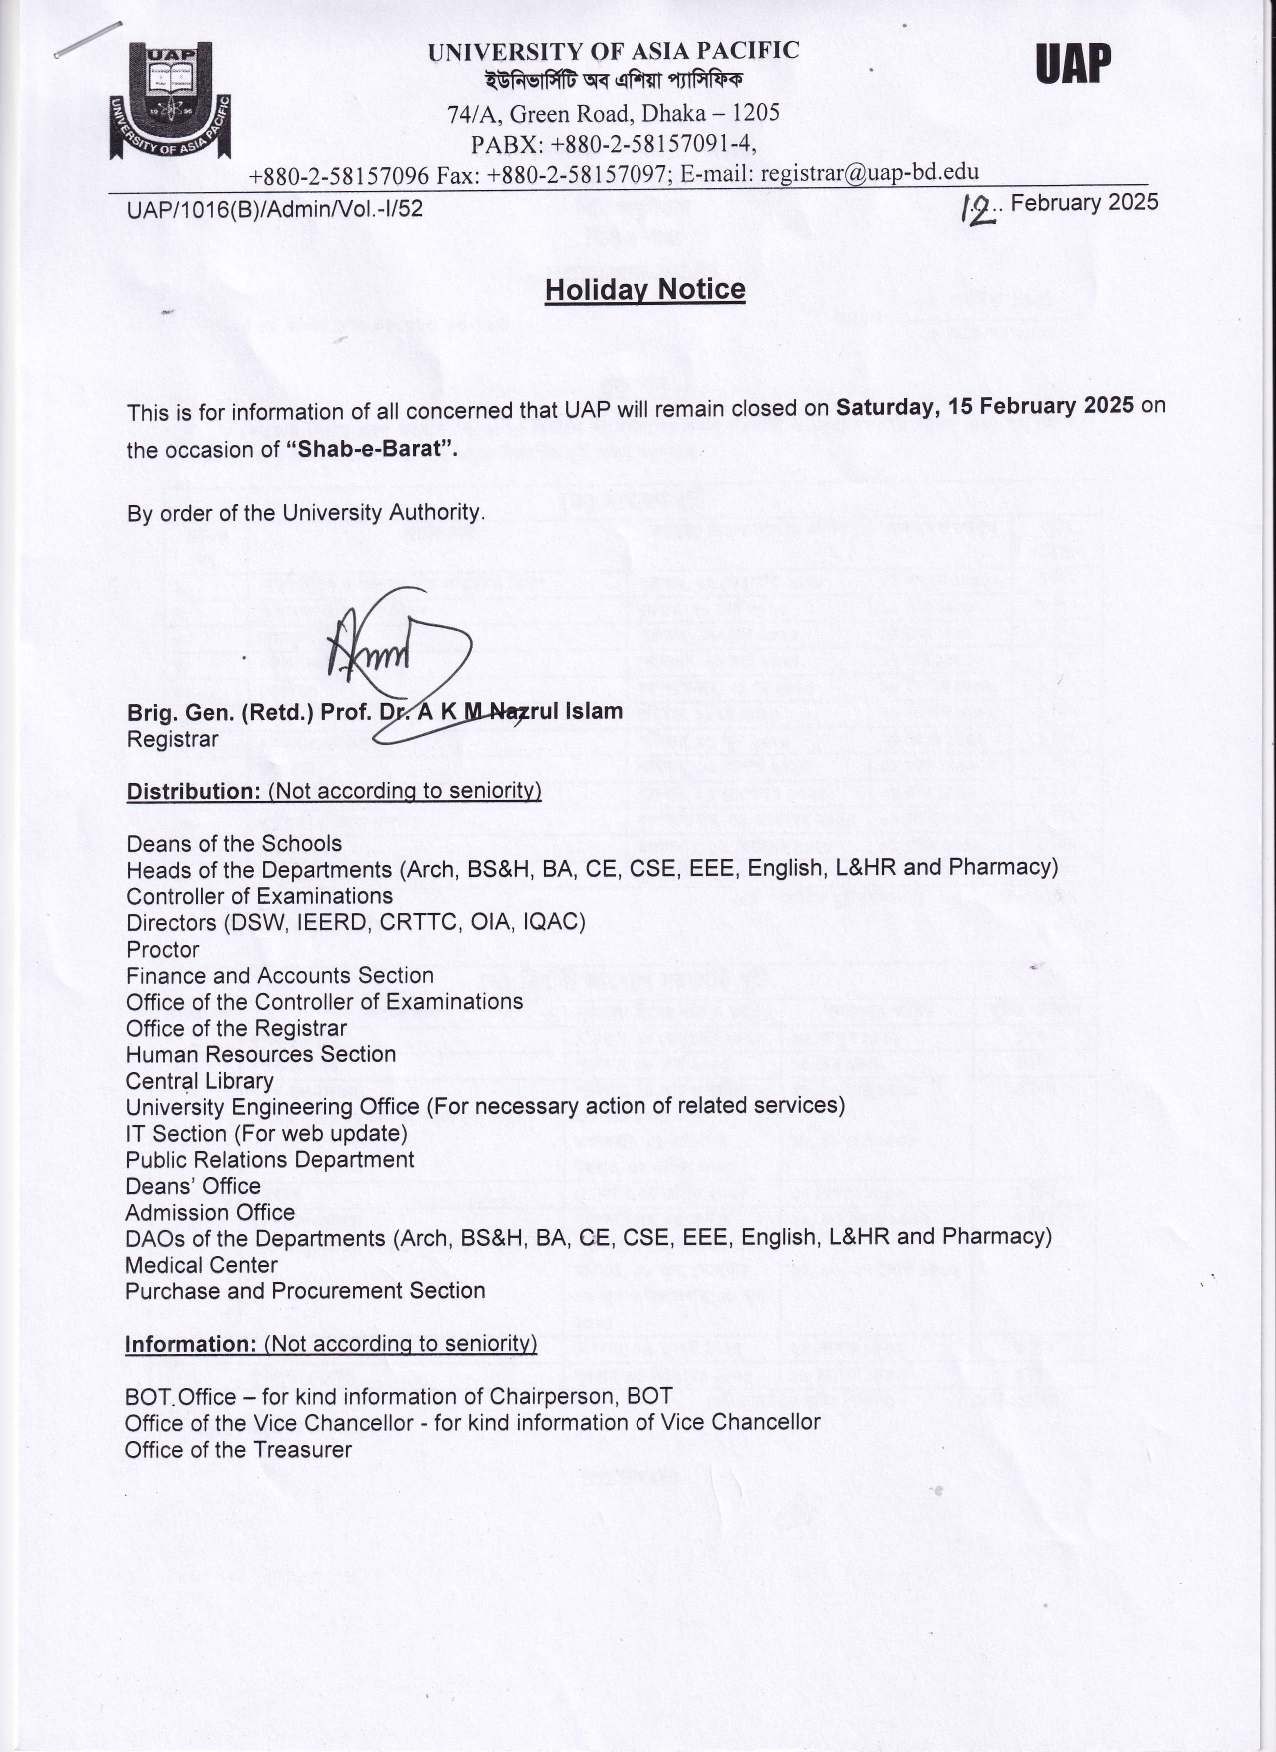 UAP
UNIVERSITY OF ASIA PACIFIC
UNIVERSITY OF ASIA PACIFIC
ইউনিভার্সিটি অব এশিয়া প্যাসিফিক
74/A, Green Road, Dhaka – 1205
PABX: +880-2-58157091-4,
+880-2-58157096 Fax: +880-2-58157097; E-mail: registrar@uap-bd.edu
UAP
UAP/1016(B)/Admin/Vol.-I/52
12.. February 2025
Holiday Notice
This is for information of all concerned that UAP will remain closed on Saturday, 15 February 2025 on
the occasion of “Shab-e-Barat”.
By order of the University Authority.
Brig. Gen. (Retd.) Prof. Dr. A K M Nazrul Islam
Registrar
Distribution: (Not according to seniority)
Deans of the Schools
Heads of the Departments (Arch, BS&H, BA, CE, CSE, EEE, English, L&HR and Pharmacy)
Controller of Examinations
Directors (DSW, IEERD, CRTTC, OIA, IQAC)
Proctor
Finance and Accounts Section
Office of the Controller of Examinations
Office of the Registrar
Human Resources Section
Central Library
University Engineering Office (For necessary action of related services)
IT Section (For web update)
Public Relations Department
Deans’ Office
Admission Office
DAOs of the Departments (Arch, BS&H, BA, CE, CSE, EEE, English, L&HR and Pharmacy)
Medical Center
Purchase and Procurement Section
Information: (Not according to seniority)
BOT.Office – for kind information of Chairperson, BOT
Office of the Vice Chancellor - for kind information of Vice Chancellor
Office of the Treasurer